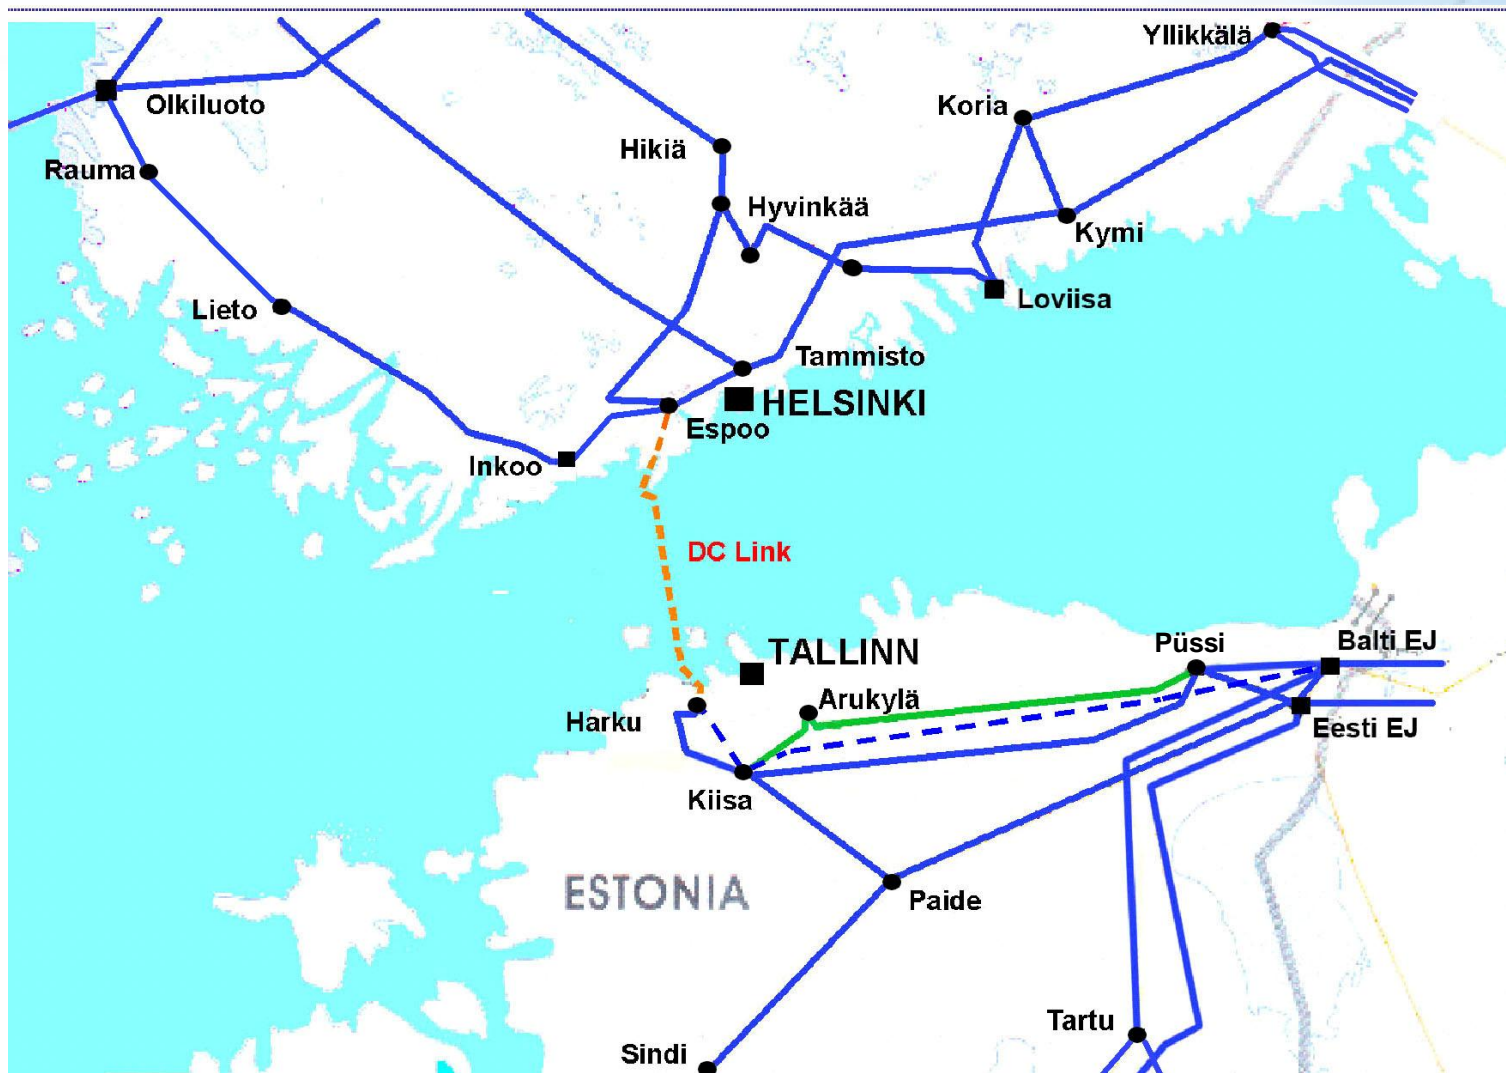 Yllikkälä
Olkiluoto
Koria
Hikiä
Rauma
Hyvinkää
Kymi
Loviisa
Lieto
Tammisto
HELSINKI
Espoo
Inkoo
DC Link
TALLINN
Püssi
Balti EJ
Arukylä
Harku
Eesti EJ
Kiisa
ESTONIA
Paide
Tartu
Sindi